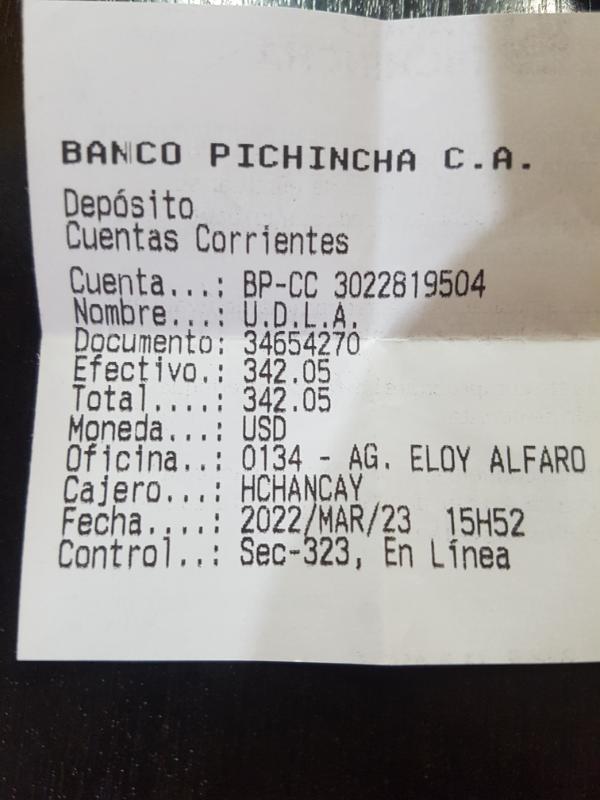 BANCO PICHINCHA C.A.
Depósito
Cuentas Corrientes
Cuenta...: BP-CC 3022819504
Nombre...: U.D.L.A.
Documento: 34654270
Efectivo.: 342.05
Total....: 342.05
Moneda...: USD
Oficina..: 0134 - AG. ELOY ALFARO
Cajero...: HCHANCAY
Fecha....: 2022/MAR/23 15H52
Control..: Sec-323, En Línea